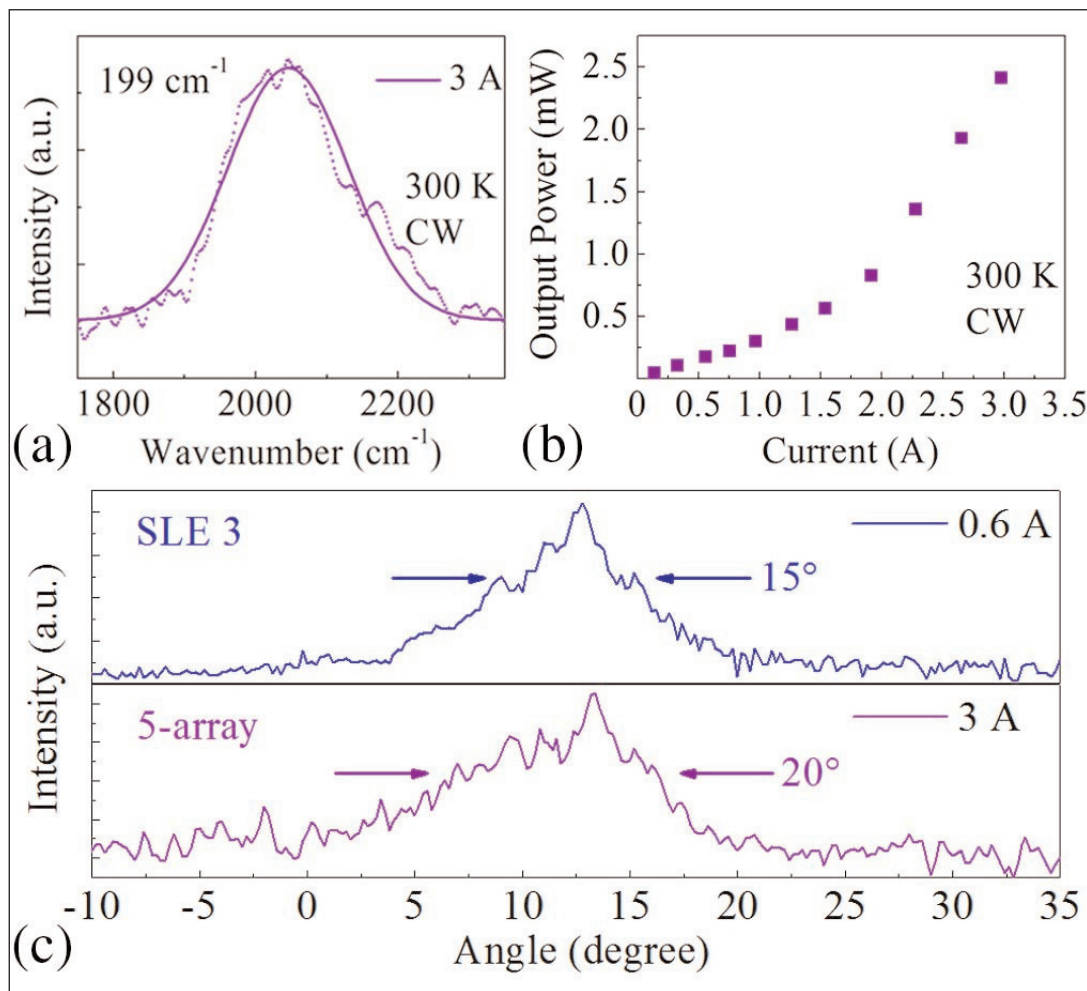 199 cm-1
3 A
300 K
CW
Intensity (a.u.)
1800 2000 2200
Wavenumber (cm-1)
(a)
2.5
2.0
1.5
1.0
0.5
Output Power (mW)
300 K
CW
0 0.5 1.0 1.5 2.0 2.5 3.0 3.5
Current (A)
(b)
SLE 3
0.6 A
15°
Intensity (a.u.)
5-array
3 A
20°
Intensity (a.u.)
-10 -5 0 5 10 15 20 25 30 35
Angle (degree)
(c)